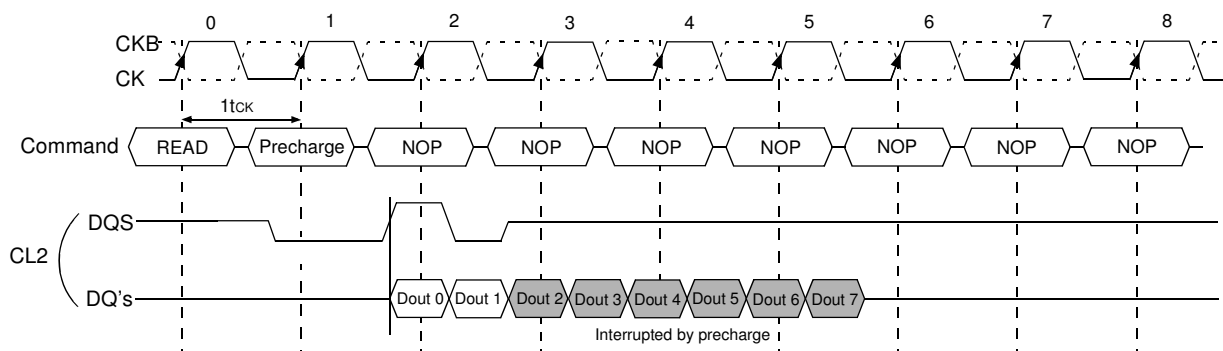 0 1 2 3 4 5 6 7 8
CKB
CK
1tCK
Command READ Precharge NOP NOP NOP NOP NOP NOP NOP
DQS
CL2
DQ's Dout 0 Dout 1 Dout 2 Dout 3 Dout 4 Dout 5 Dout 6 Dout 7
Interrupted by precharge